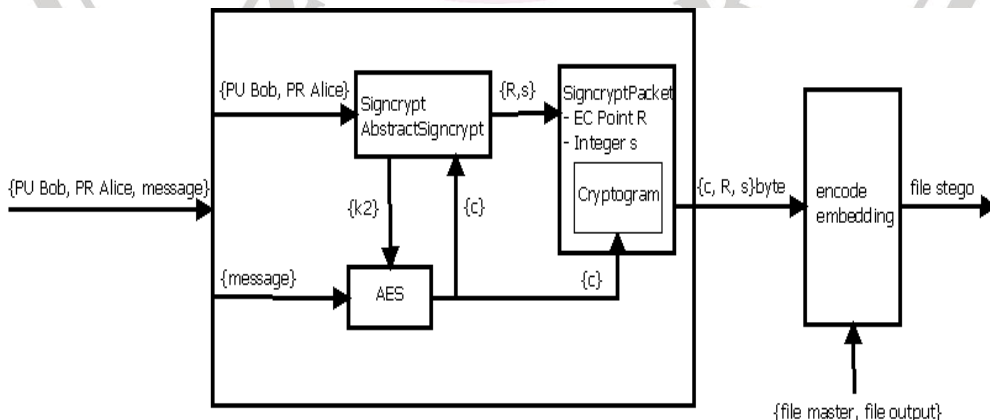 {PU Bob, PR Alice, message}
{PU Bob, PR Alice}
Signcrypt
AbstractSigncrypt
{R,s}
SigncryptPacket
- EC Point R
- Integer s
Cryptogram
{k2}
{c}
{message}
AES
{c}
{c, R, s}byte
encode
embedding
file stego
{file master, file output}